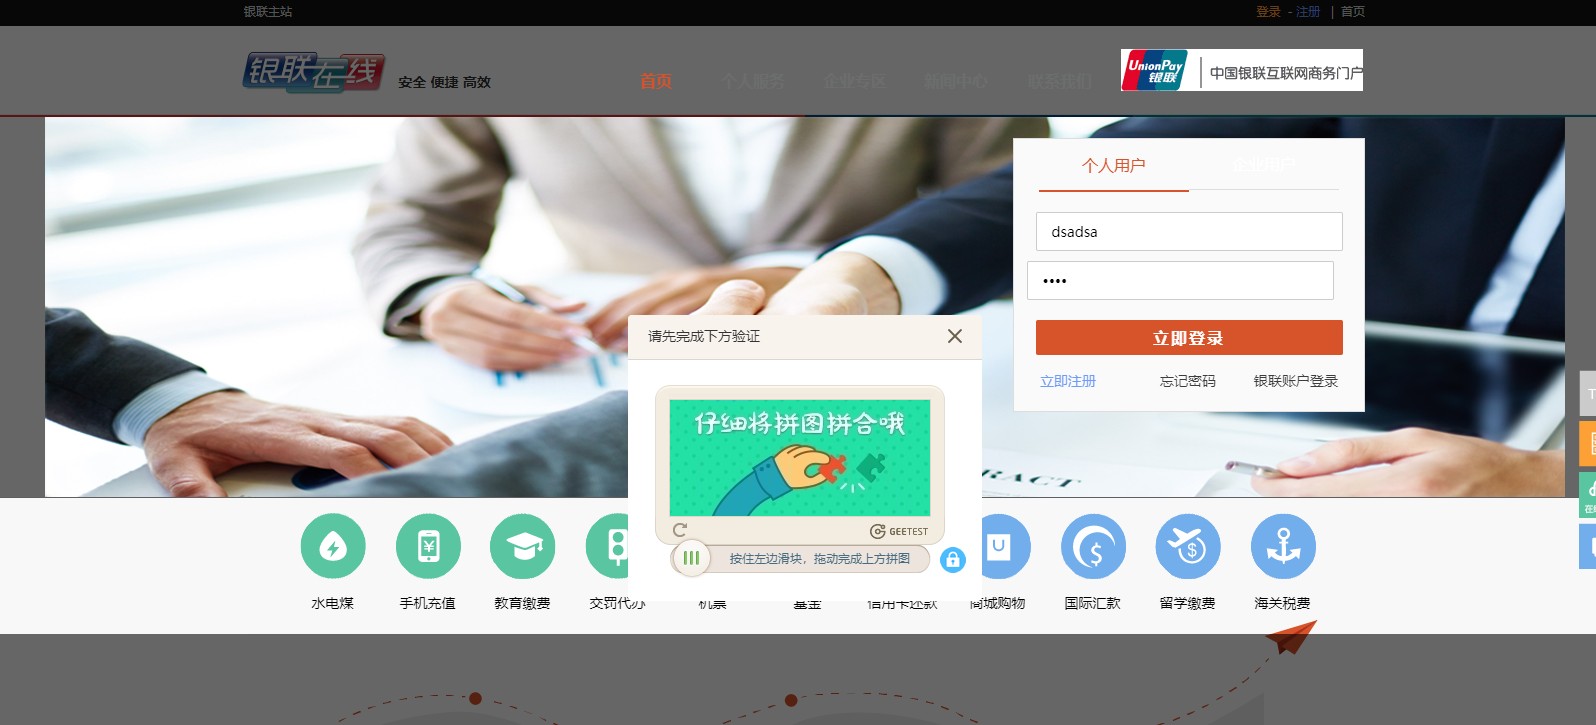 银联主站
登录 - 注册 | 首页
银联在线
安全 便捷 高效
首页 个人服务 企业专区 新闻中心 联系我们
UnionPay
银联
中国银联互联网商务门户
个人用户 企业用户
dsadsa
••••
立即登录
立即注册 忘记密码 银联账户登录
请先完成下方验证
仔细将拼图拼合哦
GEETEST
按住左边滑块，拖动完成上方拼图
RACT
水电煤 手机充值 教育缴费 交罚代办 机票 基金 信用卡还款 商城购物 国际汇款 留学缴费 海关税费